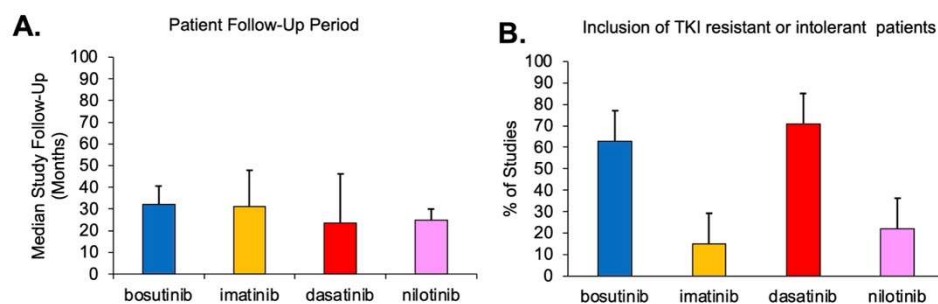 A.
Patient Follow-Up Period
Median Study Follow-Up
(Months)
100
90
80
70
60
50
40
30
20
10
0
bosutinib imatinib dasatinib nilotinib
B.
Inclusion of TKI resistant or intolerant patients
% of Studies
100
90
80
70
60
50
40
30
20
10
0
bosutinib imatinib dasatinib nilotinib